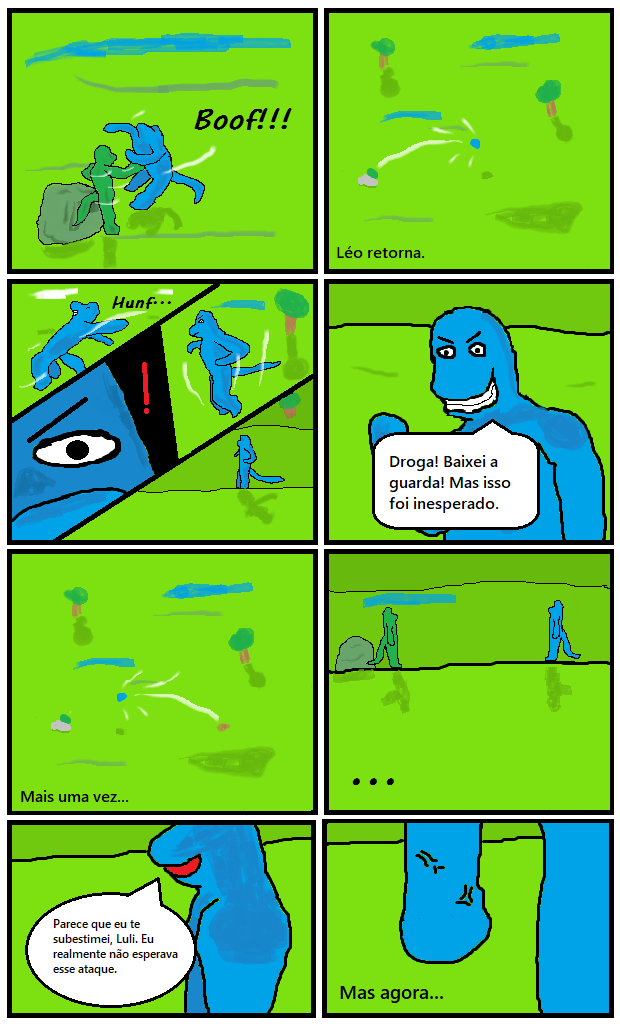 Boof!!!
Léo retorna.
Hunf...
!
Droga! Baixei a
guarda! Mas isso
foi inesperado.
Mais uma vez...
...
Parece que eu te
subestimei, Luli. Eu
realmente não esperava
esse ataque.
Mas agora...